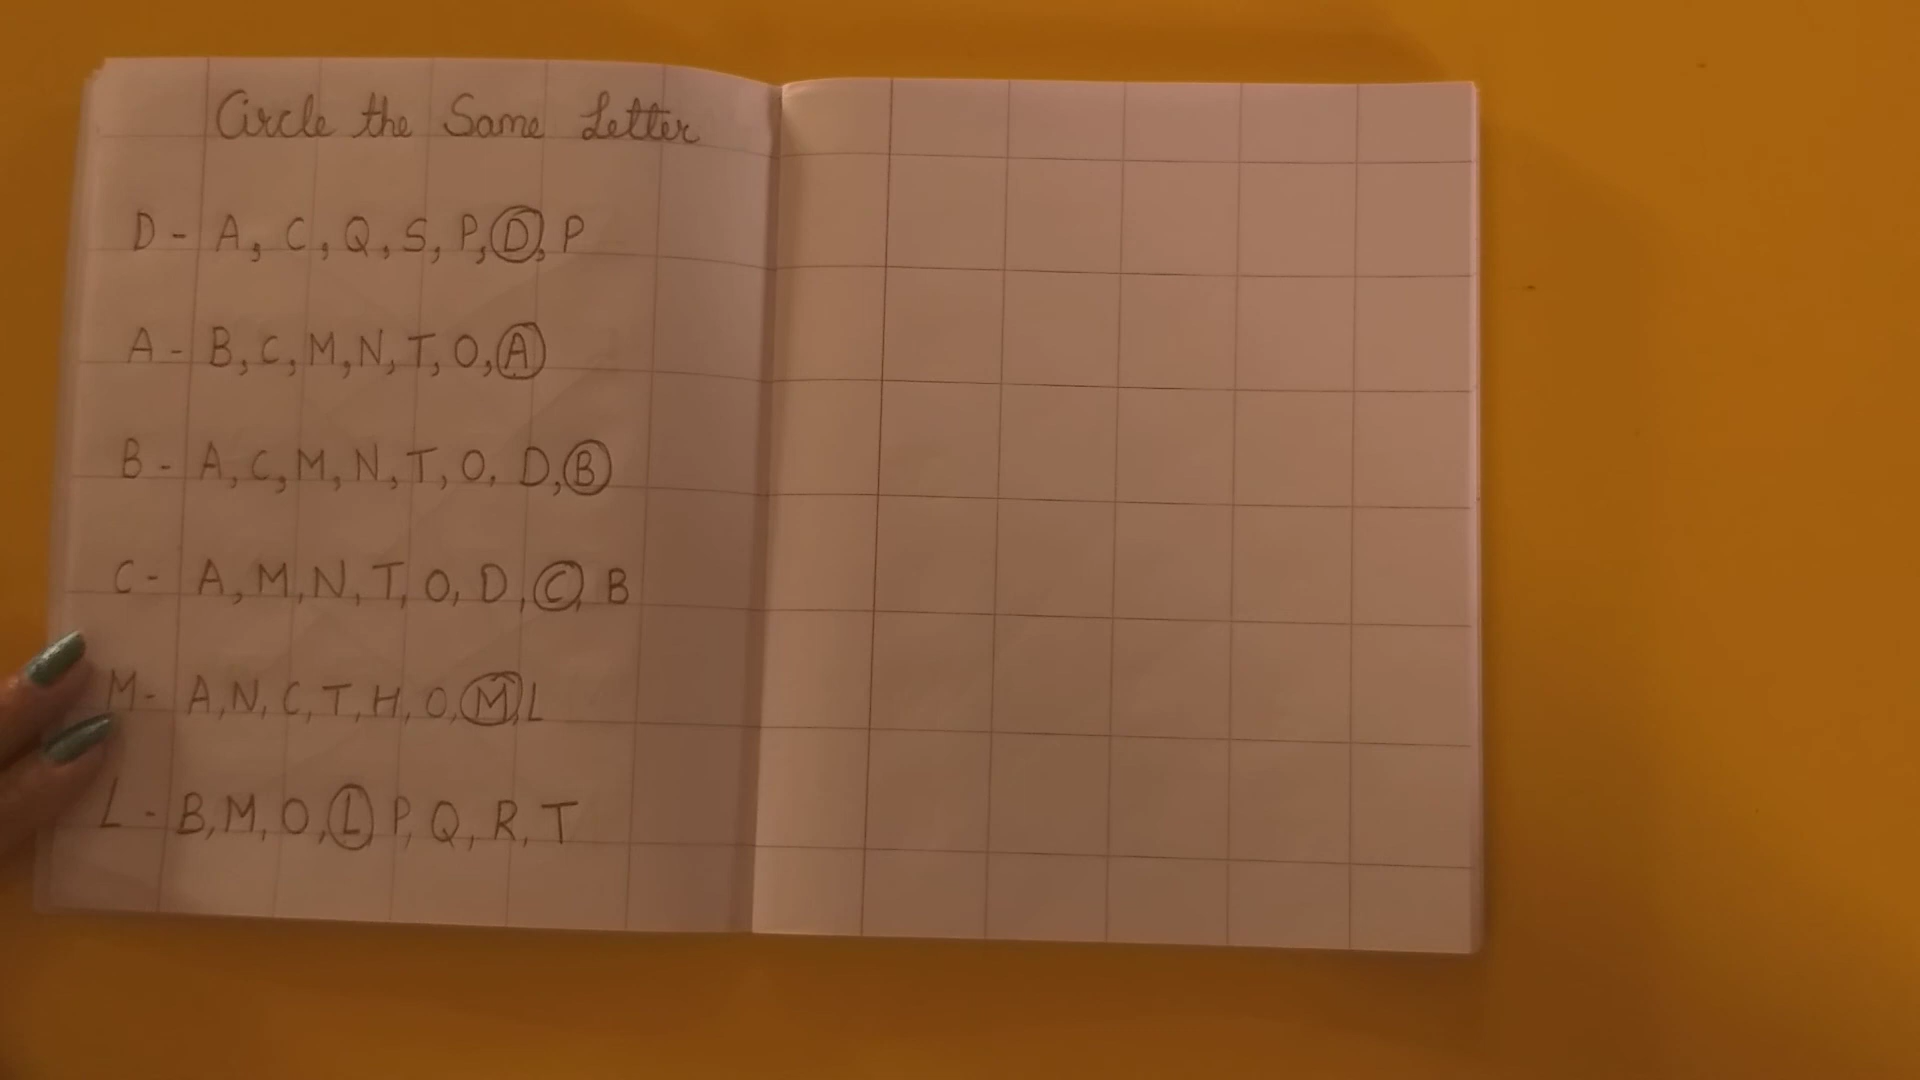 Circle the Same Letter
D - A, C, Q, S, P, D, P
A - B, C, M, N, T, O, A
B - A, C, M, N, T, O, D, B
C - A, M, N, T, O, D, C, B
M - A, N, C, T, H, O, M, L
L - B, M, O, L P, Q, R, T